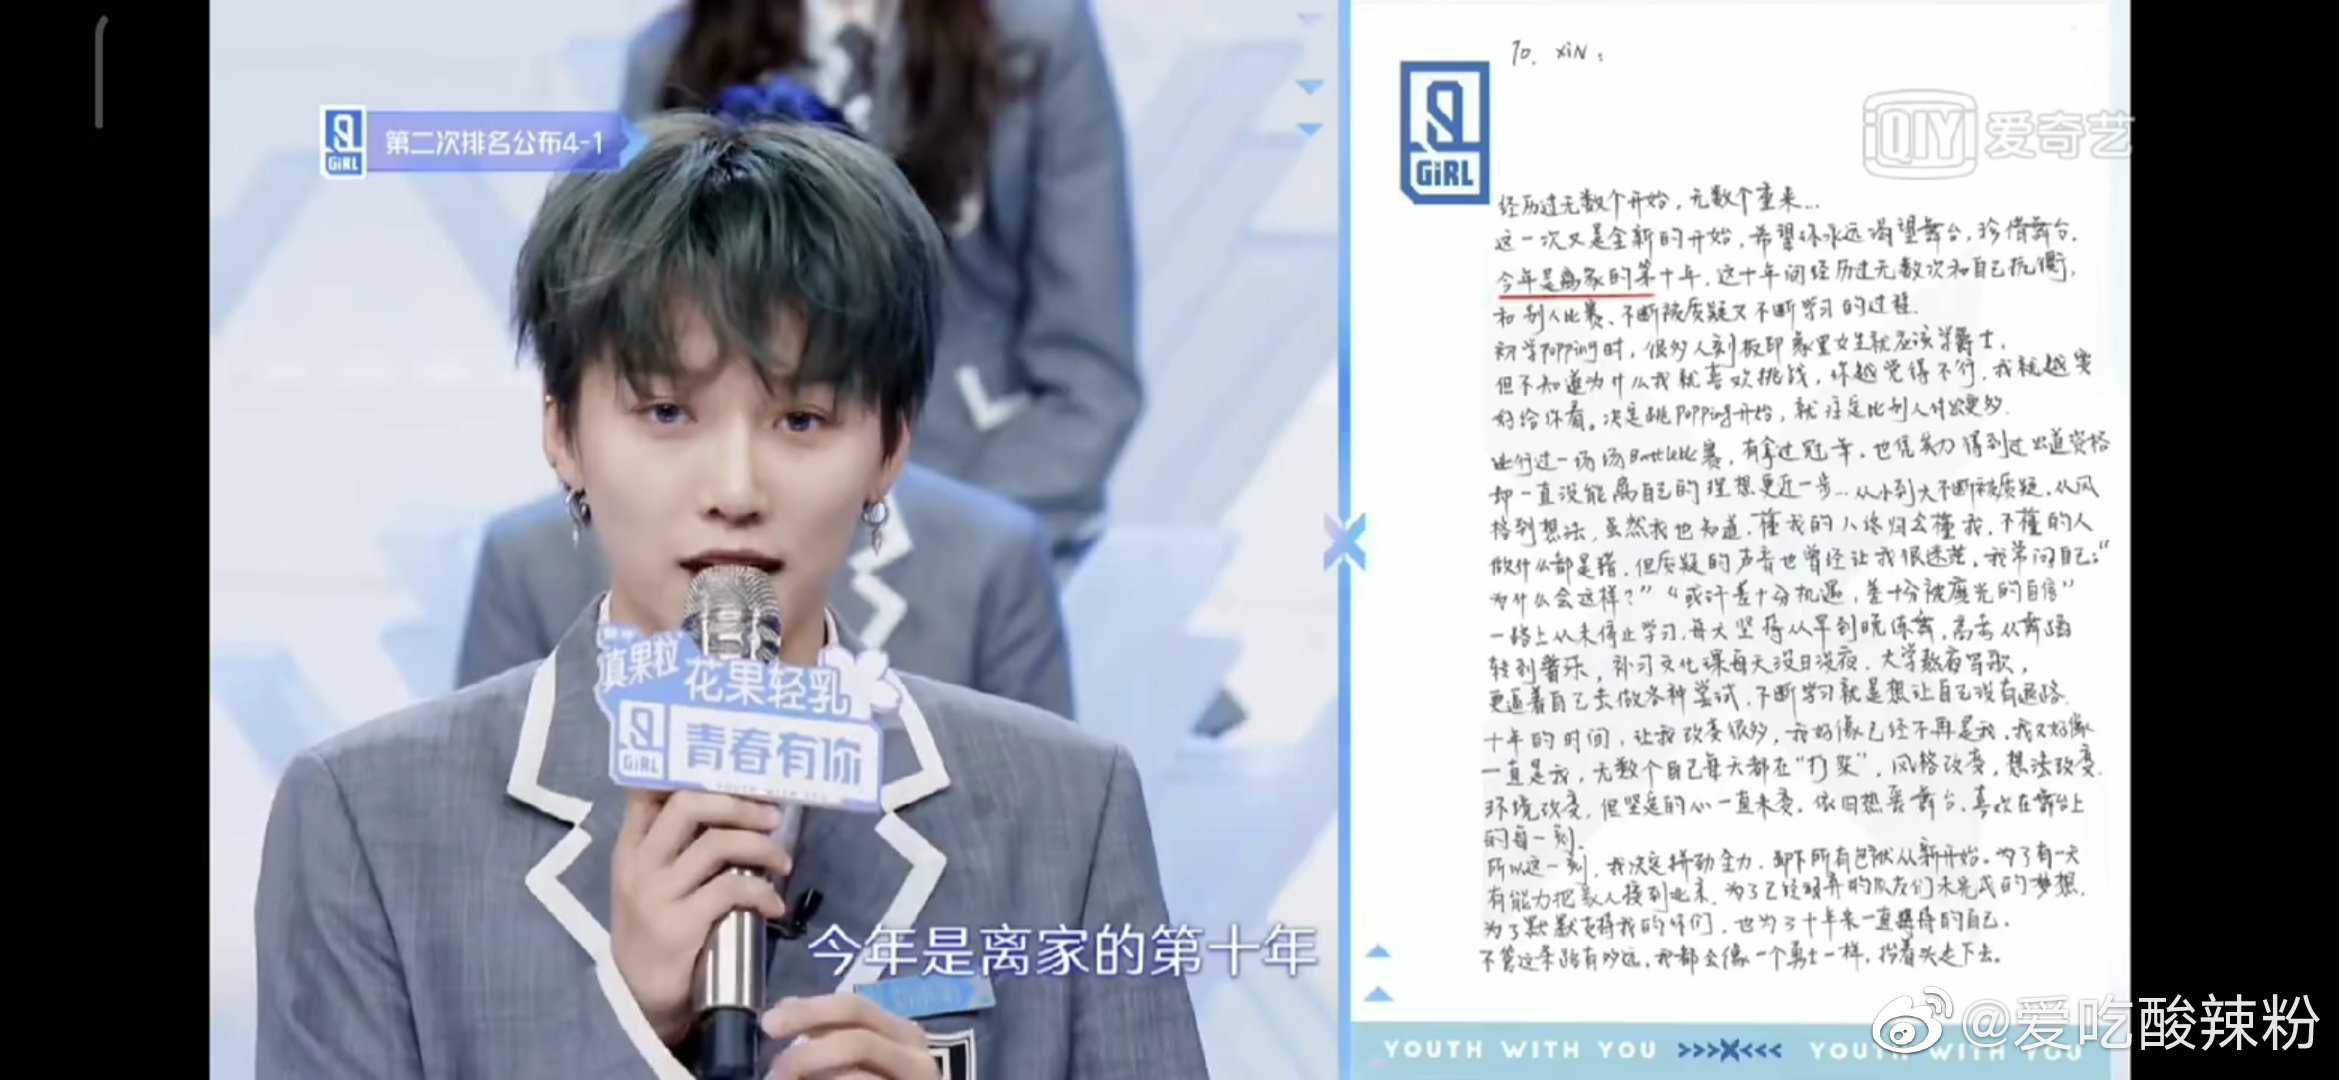 GiRL
第二次排名公布4-1
真果粒 花果轻乳
GiRL 青春有你
YOUTH WITH YOU
今年是离家的第十年
To. XiN：
GiRL
iQIY 爱奇艺
经历过无数个开始，无数个重来...
这一次又是全新的开始，希望你永远渴望舞台，珍惜舞台.
今年是离家的第十年，这十年间经历过无数次和自己抗衡，
和别人比赛、不断被质疑又不断学习的过程.
初学Popping时，很多人刻板印象里女生就应该学爵士，
但不知道为什么我就喜欢挑战，你越觉得不行，我就越要
好给你看。决定跳Popping开始，就注定比别人付出更多.
进行过一场场Battle比赛，有拿过冠军，也凭实力得到过出道资格
却一直没能离自己的理想更近一步...从小到大不断被质疑，从风
格到想法，虽然我也知道，懂我的人终归会懂我，不懂的人
做什么都是错，但质疑的声音也曾经让我很迷茫，我常问自己："
为什么会这样？""或许差十分机遇，差十分被磨光的自信"
一路上从未停止学习，每天坚持从早到晚练舞，高考从舞蹈
转到音乐，补习文化课每天没日没夜，大学熬夜写歌，
更逼着自己去做各种尝试，不断学习就是想让自己没有退路.
十年的时间，让我改变很多，我好像已经不再是我，我又好像
一直是我，无数个自己每天都在"打架"，风格改变，想法改变.
环境改变，但坚定的心一直未变。依旧热爱舞台，喜欢在舞台上
的每一刻.
所以这一刻，我决定拼劲全力，卸下所有包袱从新开始。为了有一天
有能力把家人接到北京，为了已经解散的队友们未完成的梦想，
为了默默支持我的你们，也为了十年来一直坚持的自己.
不管这条路有多远，我都会像一个勇士一样，抬着头走下去。
YOUTH WITH YOU >>>X<<< YOUTH WITH YOU
@爱吃酸辣粉